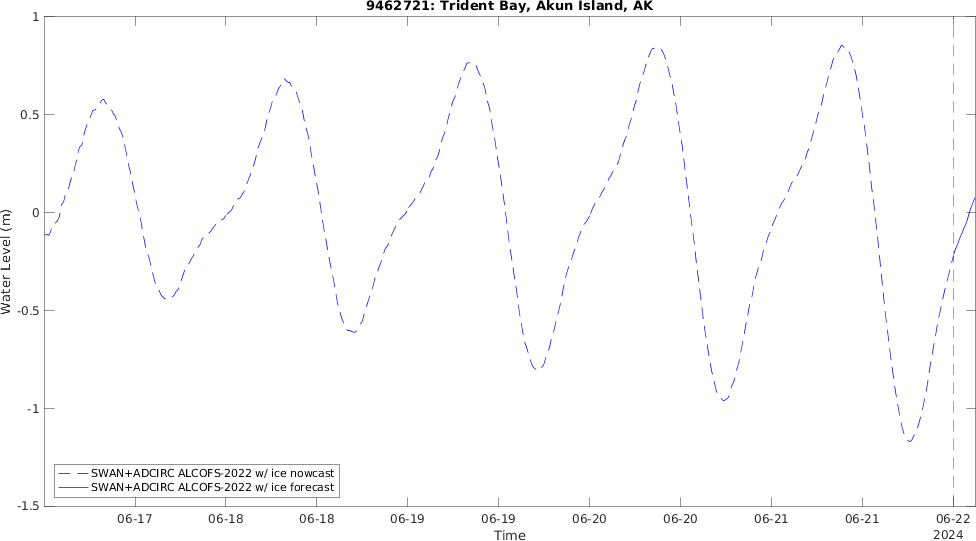 9462721: Trident Bay, Akun Island, AK
Water Level (m)
1
0.5
0
-0.5
-1
-1.5
SWAN+ADCIRC ALCOFS-2022 w/ ice nowcast
SWAN+ADCIRC ALCOFS-2022 w/ ice forecast
06-17 06-18 06-18 06-19 06-19 06-20 06-20 06-21 06-21 06-22
2024
Time